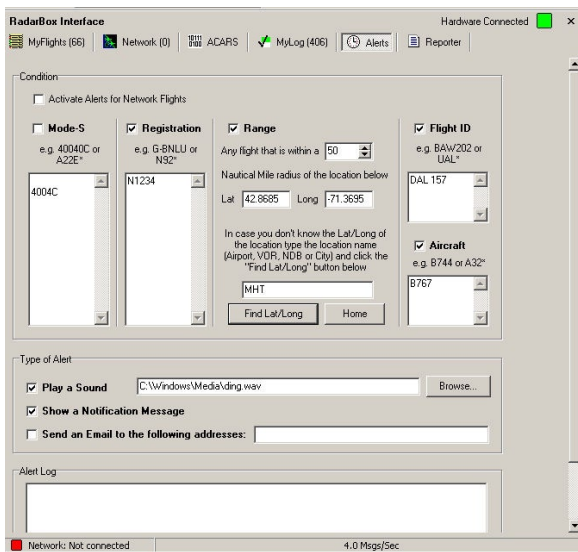 RadarBox Interface
Hardware Connected
MyFlights (66)
Network (0)
ACARS
MyLog (406)
Alerts
Reporter
Condition
Activate Alerts for Network Flights
Mode-S
e.g. 40040C or
A22E*
4004C
Registration
e.g. G-BNLU or
N92*
N1234
Range
Any flight that is within a 50
Nautical Mile radius of the location below
Lat 42.8685 Long -71.3695
In case you don't know the Lat/Long of
the location type the location name
(Airport, VOR, NDB or City) and click the
"Find Lat/Long" button below
MHT
Find Lat/Long
Home
Flight ID
e.g. BAW202 or
UAL*
DAL 157
Aircraft
e.g. B744 or A32*
B767
Type of Alert
Play a Sound C:\Windows\Media\ding.wav Browse...
Show a Notification Message
Send an Email to the following addresses:
Alert Log
Network: Not connected
4.0 Msgs/Sec